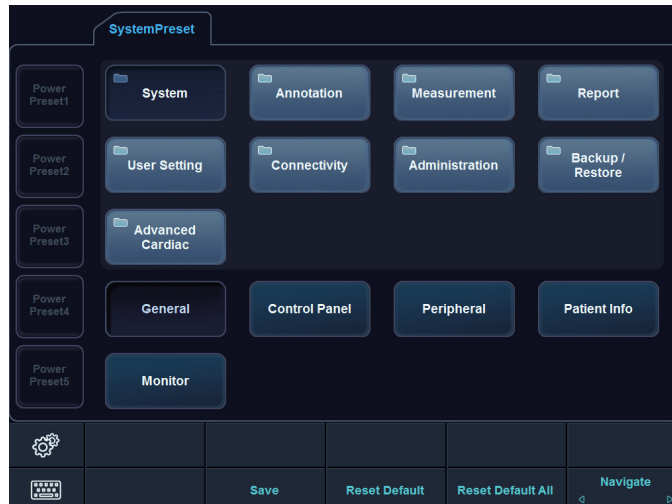 SystemPreset
Power
Preset1
System
Annotation
Measurement
Report
Power
Preset2
User Setting
Connectivity
Administration
Backup /
Restore
Power
Preset3
Advanced
Cardiac
Power
Preset4
General
Control Panel
Peripheral
Patient Info
Power
Preset5
Monitor
Save
Reset Default
Reset Default All
Navigate